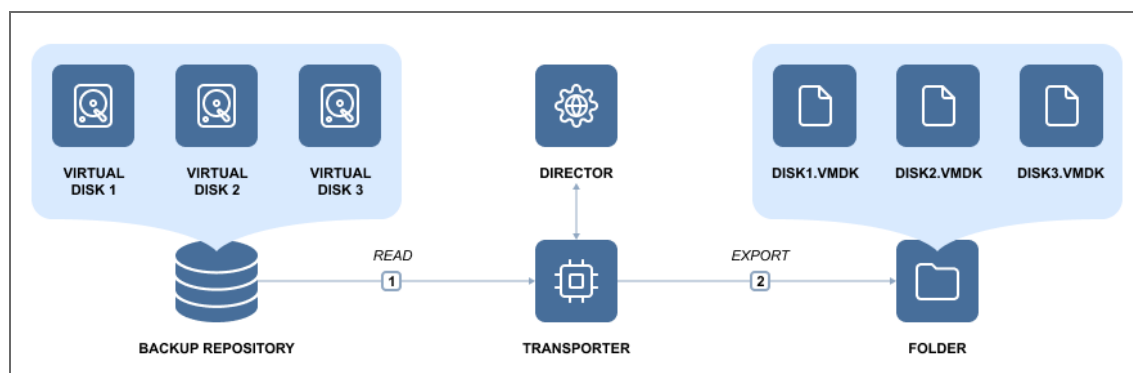 VIRTUAL
DISK 1
VIRTUAL
DISK 2
VIRTUAL
DISK 3
DIRECTOR
DISK1.VMDK
DISK2.VMDK
DISK3.VMDK
READ
1
EXPORT
2
BACKUP REPOSITORY
TRANSPORTER
FOLDER